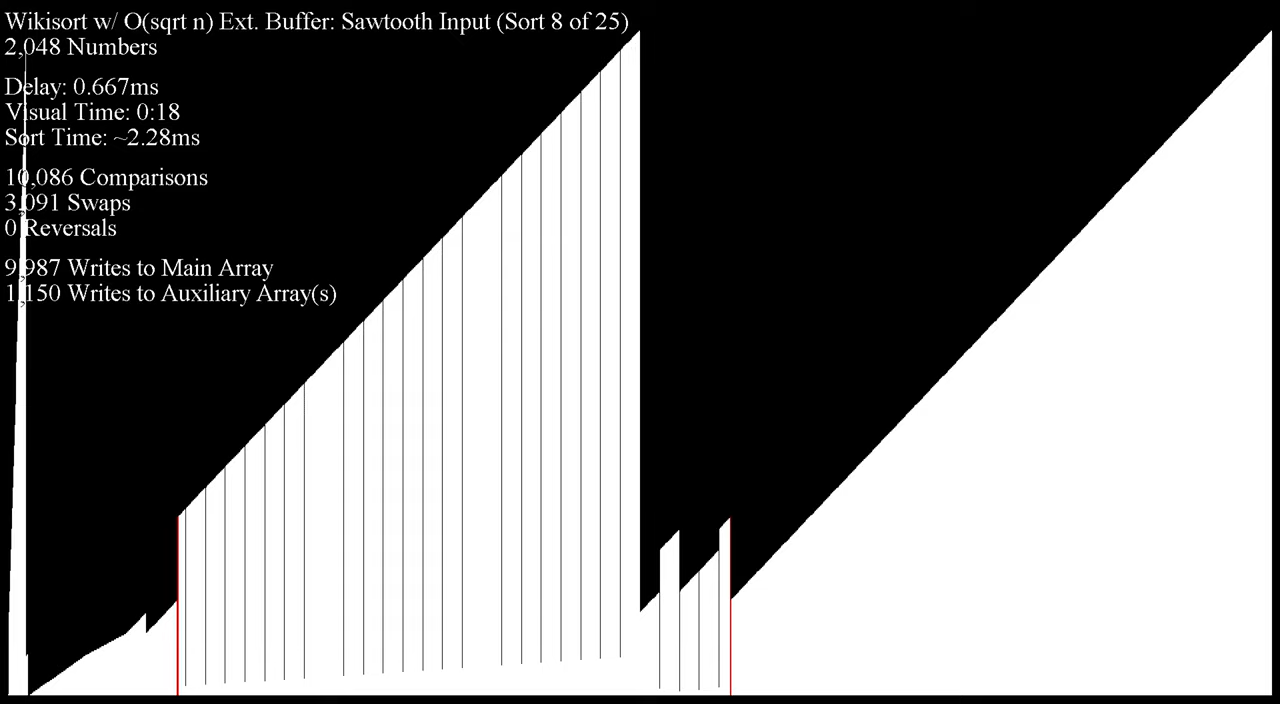 Wikisort w/ O(sqrt n) Ext. Buffer: Sawtooth Input (Sort 8 of 25)
2,048 Numbers
Delay: 0.667ms
Visual Time: 0:18
Sort Time: ~2.28ms
10,086 Comparisons
3,091 Swaps
0 Reversals
9,987 Writes to Main Array
1,150 Writes to Auxiliary Array(s)